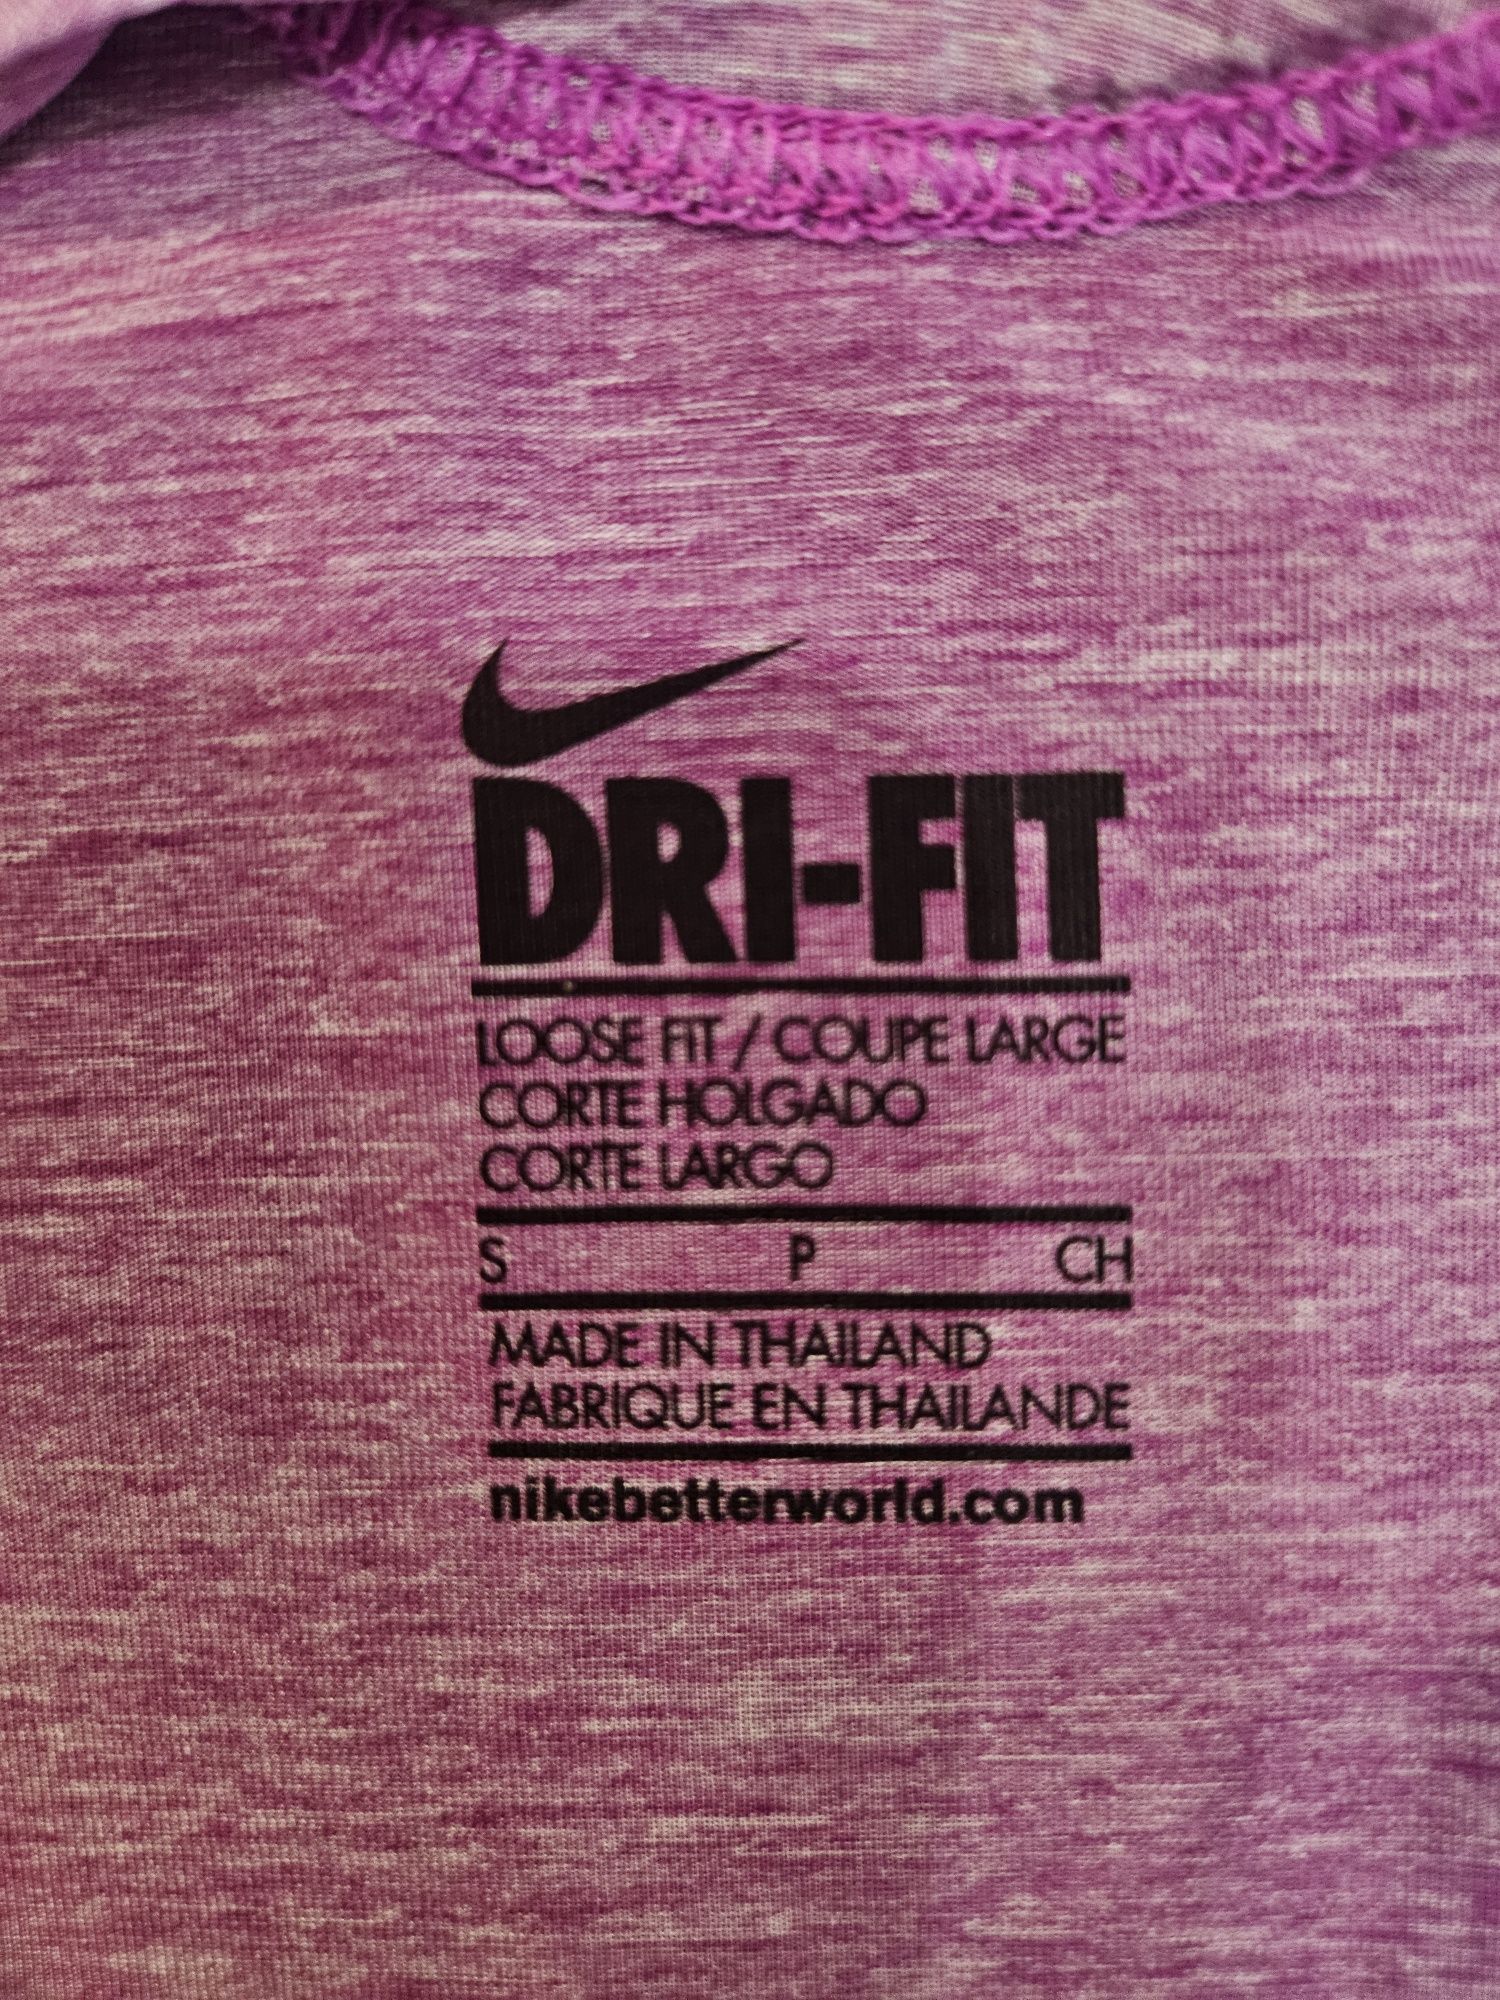 DRI-FIT
LOOSE FIT / COUPE LARGE
CORTE HOLGADO
CORTE LARGO
S P CH
MADE IN THAILAND
FABRIQUE EN THAILANDE
nikebetterworld.com